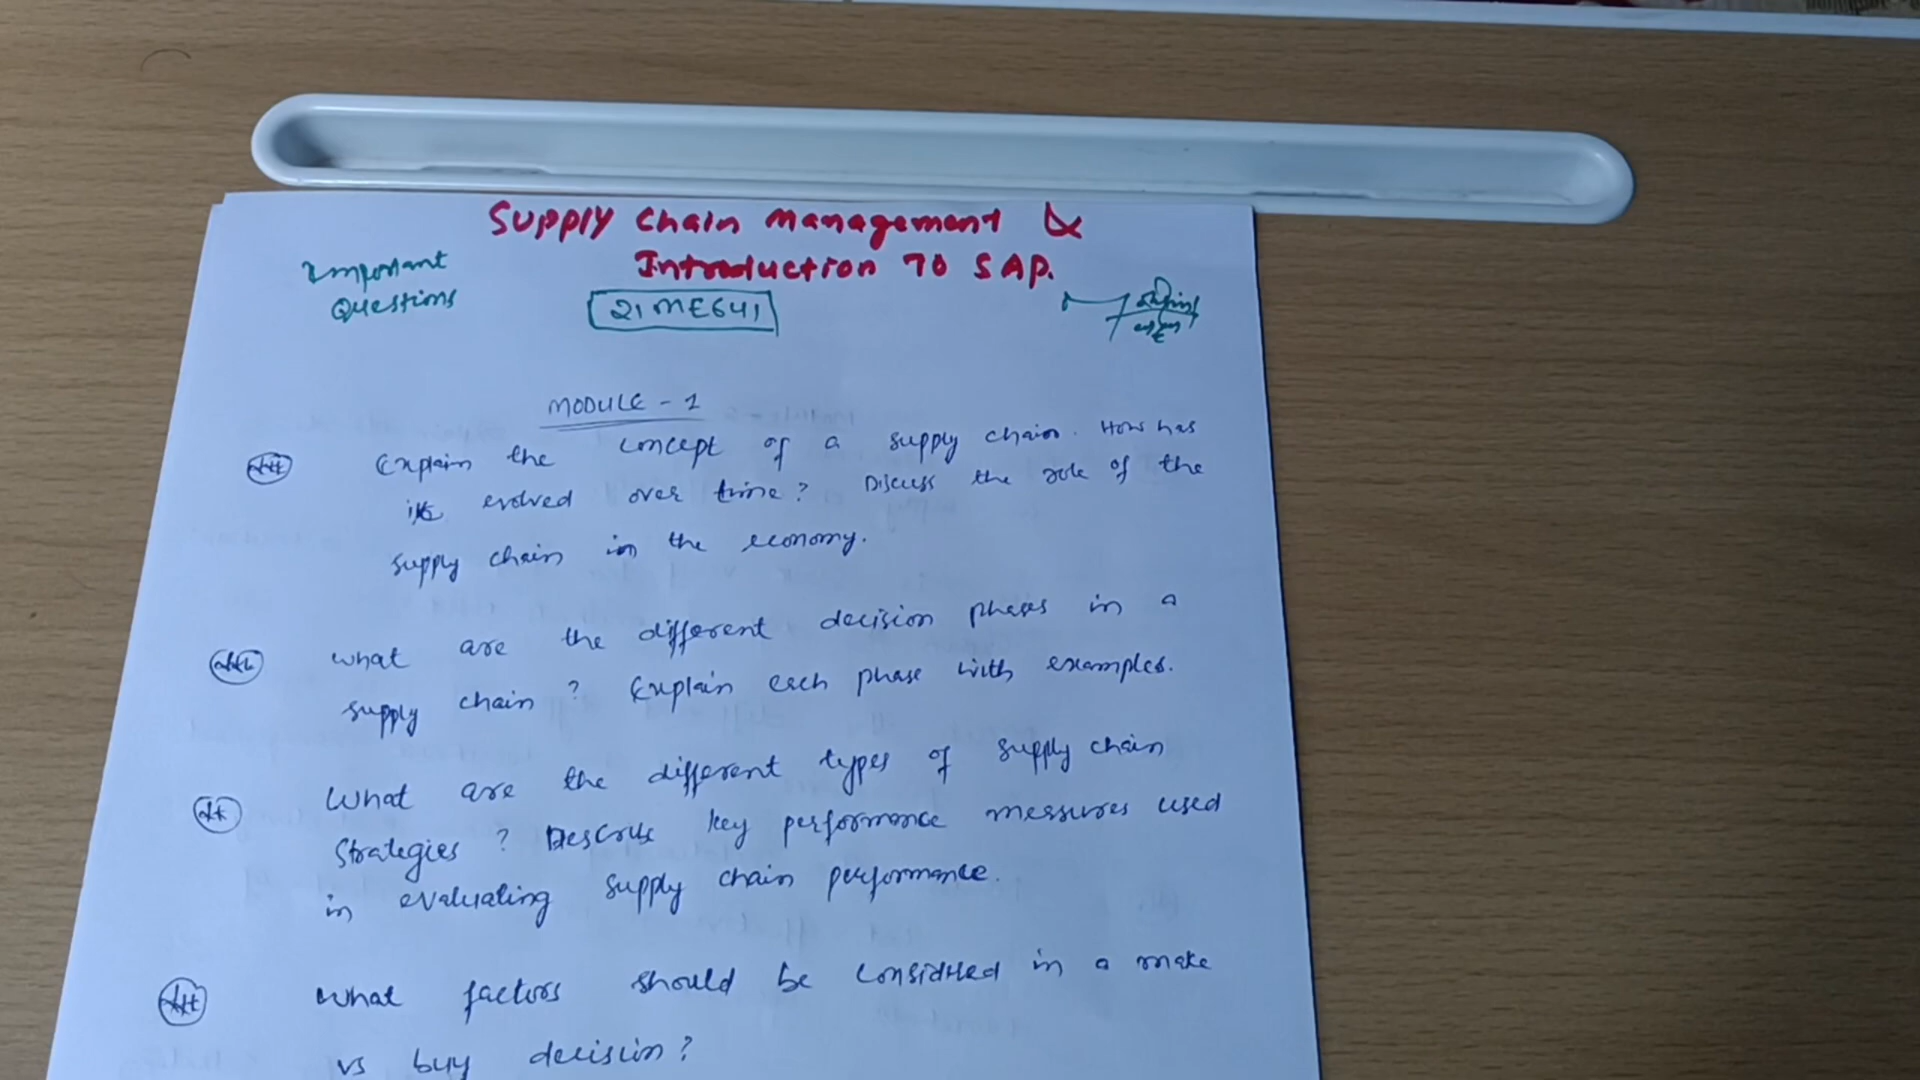 Supply Chain Management &
Introduction To SAP.
Important
Questions
21ME641
MODULE - 1
Explain the concept of a supply chain. How has
it evolved over time? Discuss the role of the
supply chain in the economy.
What are the different decision phases in a
supply chain? Explain each phase with examples.
What are the different types of supply chain
Strategies? Describe key performance measures used
in evaluating supply chain performance.
What factors should be considered in a make
vs buy decision?